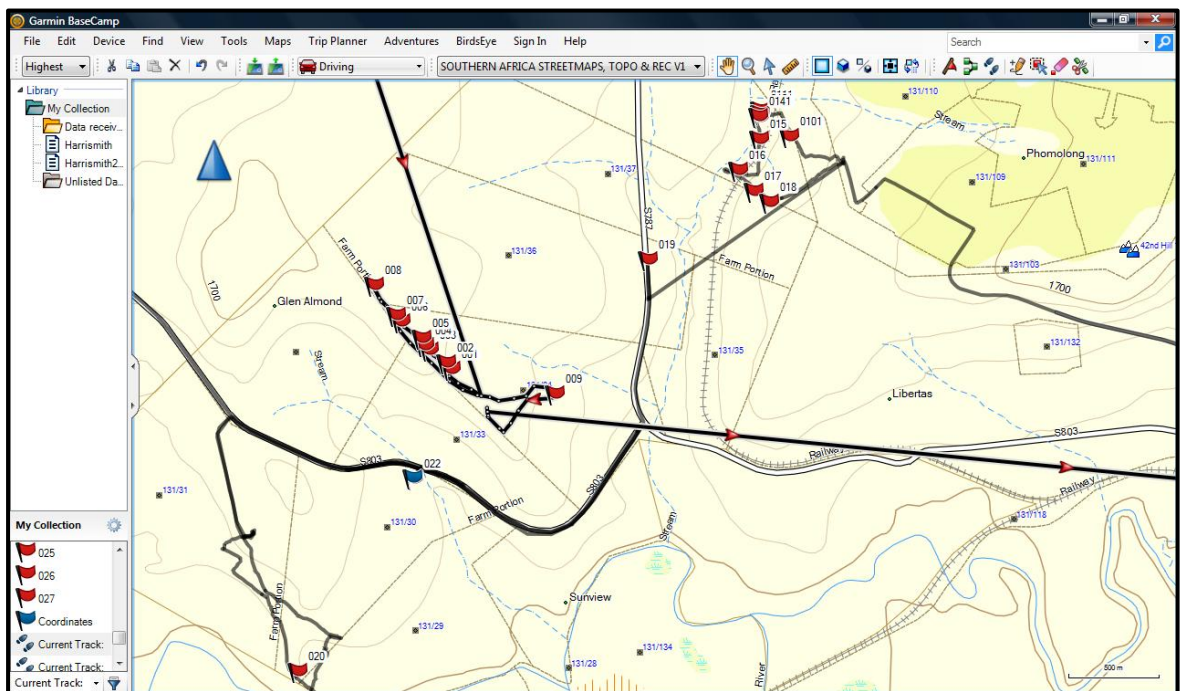 Garmin BaseCamp
File Edit Device Find View Tools Maps Trip Planner Adventures BirdsEye Sign In Help
Search
Highest
Driving
SOUTHERN AFRICA STREETMAPS, TOPO & REC V1
Library
My Collection
Data receiv...
Harrismith
Harrismith2...
Unlisted Da...
My Collection
025
026
027
Coordinates
Current Track:
Current Track:
Current Track:
131/110
0141
015
0101
Stream
Phomolong
131/111
131/37
016
017
018
131/109
S787
019
131/36
Farm Portion
131/103
42nd Hill
1700
Farm Portion
008
1700
Glen Almond
007
005
002
131/35
131/132
Stream
009
Libertas
131/33
S803
Railway
S803
022
Railway
131/31
S803
131/30
Farm Portion
Stream
131/118
Sunview
Farm Portion
131/29
131/134
020
131/28
River
500 m